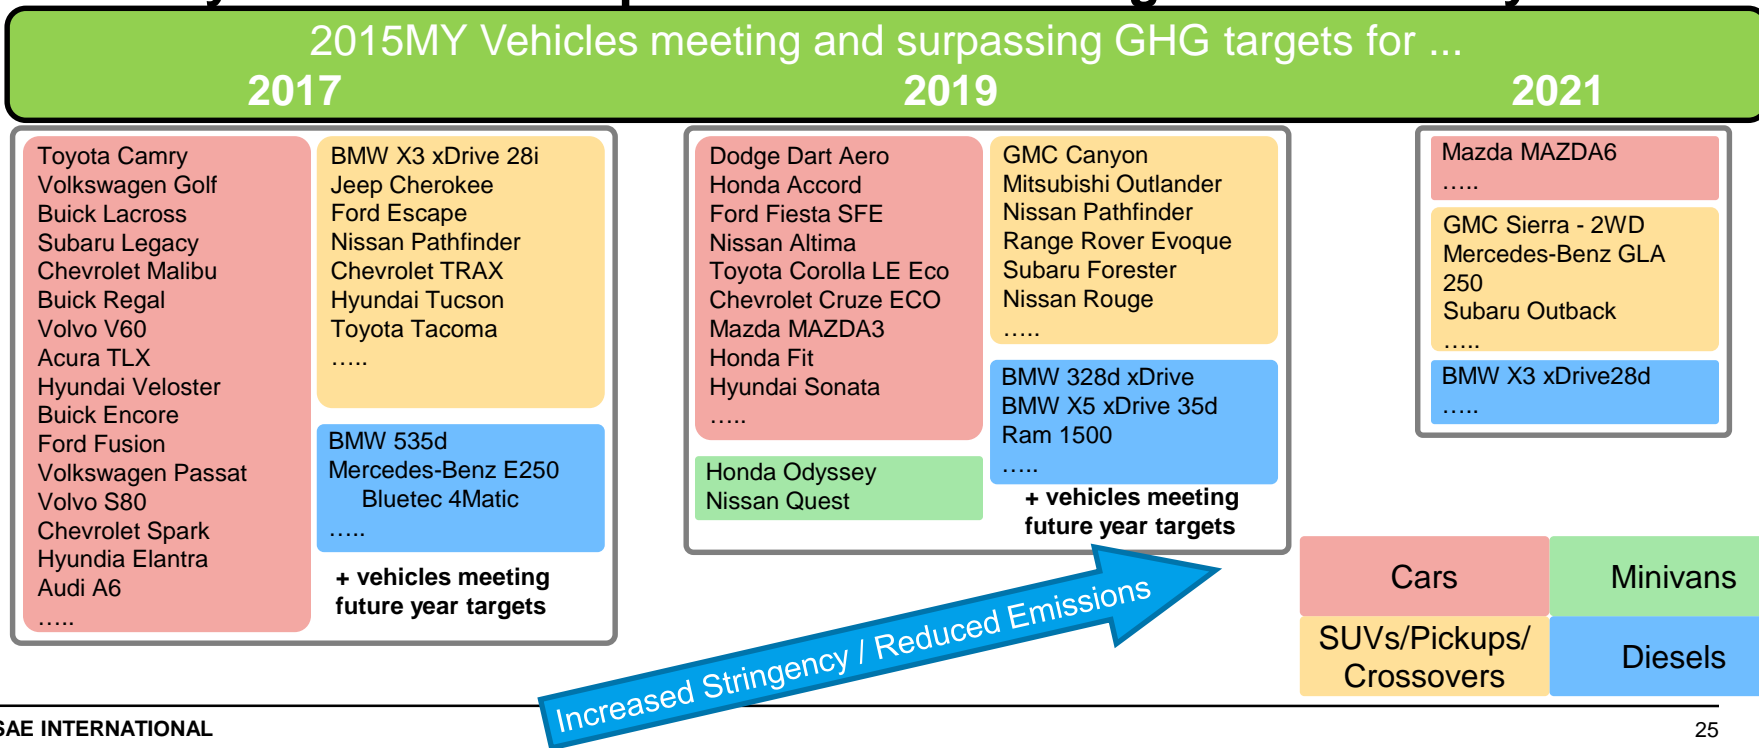 2015MY Vehicles meeting and surpassing GHG targets for ...
2017
2019
2021
Toyota Camry
Volkswagen Golf
Buick Lacross
Subaru Legacy
Chevrolet Malibu
Buick Regal
Volvo V60
Acura TLX
Hyundai Veloster
Buick Encore
Ford Fusion
Volkswagen Passat
Volvo S80
Chevrolet Spark
Hyundia Elantra
Audi A6
…..
BMW X3 xDrive 28i
Jeep Cherokee
Ford Escape
Nissan Pathfinder
Chevrolet TRAX
Hyundai Tucson
Toyota Tacoma
…..
BMW 535d
Mercedes-Benz E250
Bluetec 4Matic
…..
+ vehicles meeting
future year targets
Dodge Dart Aero
Honda Accord
Ford Fiesta SFE
Nissan Altima
Toyota Corolla LE Eco
Chevrolet Cruze ECO
Mazda MAZDA3
Honda Fit
Hyundai Sonata
…..
Honda Odyssey
Nissan Quest
GMC Canyon
Mitsubishi Outlander
Nissan Pathfinder
Range Rover Evoque
Subaru Forester
Nissan Rouge
…..
BMW 328d xDrive
BMW X5 xDrive 35d
Ram 1500
…..
+ vehicles meeting
future year targets
Mazda MAZDA6
…..
GMC Sierra - 2WD
Mercedes-Benz GLA
250
Subaru Outback
…..
BMW X3 xDrive28d
…..
Increased Stringency / Reduced Emissions
Cars
Minivans
SUVs/Pickups/
Crossovers
Diesels
SAE INTERNATIONAL
25